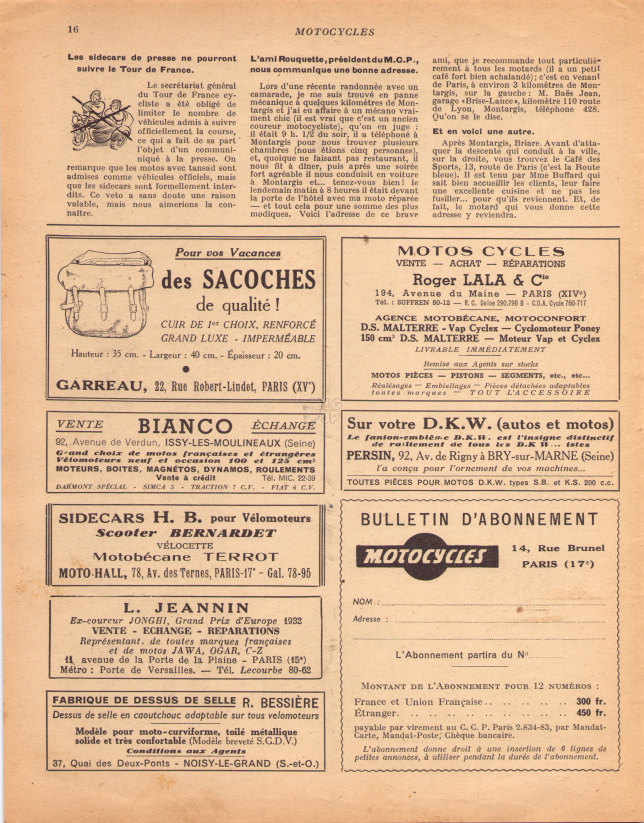 16
MOTOCYCLES
Les sidecars de presse ne pourront
suivre le Tour de France.
Le secrétariat général
du Tour de France cy-
cliste a été obligé de
limiter le nombre de
véhicules admis à suivre
officiellement la course,
ce qui a fait de sa part
l'objet d'un communi-
niqué à la presse. On
remarque que les motos avec tansad sont
admises comme véhicules officiels, mais
que les sidecars sont formellement inter-
dits. Ce veto a sans doute une raison
valable, mais nous aimerions la con-
naître.
L'ami Rouquette, président du M.C.P.,
nous communique une bonne adresse.
Lors d'une récente randonnée avec un
camarade, je me suis trouvé en panne
mécanique à quelques kilomètres de Mon-
targis et j'ai eu affaire à un mécano vrai-
ment chic (il est vrai que c'est un ancien
coureur motocycliste), qu'on en juge :
il était 9 h. 1/2 du soir, il a téléphoné à
Montargis pour nous trouver plusieurs
chambres (nous étions cinq personnes),
et, quoique ne faisant pas restaurant, il
nous fit à dîner, puis après une soirée
fort agréable il nous conduisit en voiture
à Montargis et... tenez-vous bien ! le
lendemain matin à 8 heures il était devant
la porte de l'hôtel avec ma moto réparée
— et tout cela pour une somme des plus
modiques. Voici l'adresse de ce brave
ami, que je recommande tout particuliè-
rement à tous les motards (il a un petit
café fort bien achalandé); c'est en venant
de Paris, à environ 3 kilomètres de Mon-
targis, sur la gauche : M. Baës Jean,
garage «Brise-Lance», kilomètre 110 route
de Lyon, Montargis, téléphone 428.
Qu'on se le dise.
Et en voici une autre.
Après Montargis, Briare. Avant d'atta-
quer la descente qui conduit à la ville,
sur la droite, vous trouvez le Café des
Sports, 13, route de Paris (c'est la Route
bleue). Il est tenu par Mme Buffard qui
sait bien accueillir les clients, leur faire
une excellente cuisine et ne pas les
fusiller... pour qu'ils reviennent. Et, de
fait, le motard qui vous donne cette
adresse y reviendra.
Pour vos Vacances
des SACOCHES
de qualité !
CUIR DE 1er CHOIX, RENFORCÉ
GRAND LUXE - IMPERMÉABLE
Hauteur : 35 cm. - Largeur : 40 cm. - Épaisseur : 20 cm.
GARREAU, 22, Rue Robert-Lindet, PARIS (XVe)
MOTOS CYCLES
VENTE — ACHAT — RÉPARATIONS
Roger LALA & Cie
194, Avenue du Maine — PARIS (XIVe)
Tél. : SUFFREN 60-12 — R. C. Seine 290.798 B - C.O.A. Cycle 760-717
AGENCE MOTOBÉCANE, MOTOCONFORT
D.S. MALTERRE - Vap Cyclex — Cyclomoteur Poney
150 cm3 D.S. MALTERRE — Moteur Vap et Cyclex
LIVRABLE IMMÉDIATEMENT
Remise aux Agents sur stocks
MOTOS PIÈCES — PISTONS — SEGMENTS, etc., etc...
Réalésages — Embiellages — Pièces détachées adaptables
toutes marques — TOUT L'ACCESSOIRE
VENTE BIANCO ÉCHANGE
92, Avenue de Verdun, ISSY-LES-MOULINEAUX (Seine)
Grand choix de motos françaises et étrangères
Vélomoteurs neuf et occasion 100 et 125 cm3
MOTEURS, BOITES, MAGNÉTOS, DYNAMOS, ROULEMENTS
Vente à crédit Tél. MIC. 22-39
DARMONT SPÉCIAL - SIMCA 5 - TRACTION 7 C.V. - FIAT 6 C.V.
Sur votre D.K.W. (autos et motos)
Le fanion-emblème D.K.W. est l'insigne distinctif
de ralliement de tous les D.K.W... istes
PERSIN, 92, Av. de Rigny à BRY-sur-MARNE (Seine)
l'a conçu pour l'ornement de vos machines...
TOUTES PIÈCES POUR MOTOS D.K.W. types S.B. et K.S. 200 c.c.
SIDECARS H. B. pour Vélomoteurs
Scooter BERNARDET
VÉLOCETTE
Motobécane TERROT
MOTO-HALL, 78, Av. des Ternes, PARIS-17e - Gal. 78-95
L. JEANNIN
Ex-coureur JONGHI, Grand Prix d'Europe 1932
VENTE - ECHANGE - REPARATIONS
Représentant. de toutes marques françaises
et de motos JAWA, OGAR, C-Z
11, avenue de la Porte de la Plaine - PARIS (15e)
Métro : Porte de Versailles. — Tél. Lecourbe 80-62
FABRIQUE DE DESSUS DE SELLE R. BESSIÈRE
Dessus de selle en caoutchouc adaptable sur tous velomoteurs
Modèle pour moto-curviforme, toilé métallique
solide et très confortable (Modèle breveté S.G.D.V.)
Conditions aux Agents
37, Quai des Deux-Ponts - NOISY-LE-GRAND (S.-et-O.)
BULLETIN D'ABONNEMENT
MOTOCYCLES
14, Rue Brunel
PARIS (17e)
NOM :
Adresse :
L'Abonnement partira du No
MONTANT DE L'ABONNEMENT POUR 12 NUMÉROS :
France et Union Française.. .. .. .. 300 fr.
Étranger. .. .. .. .. .. .. .. .. .. 450 fr.
payable par virement au C. C. P. Paris 2.834-83, par Mandat-
Carte, Mandat-Poste, Chèque bancaire.
L'abonnement donne droit à une insertion de 6 lignes de
petites annonces, à utiliser pendant la durée de l'abonnement.